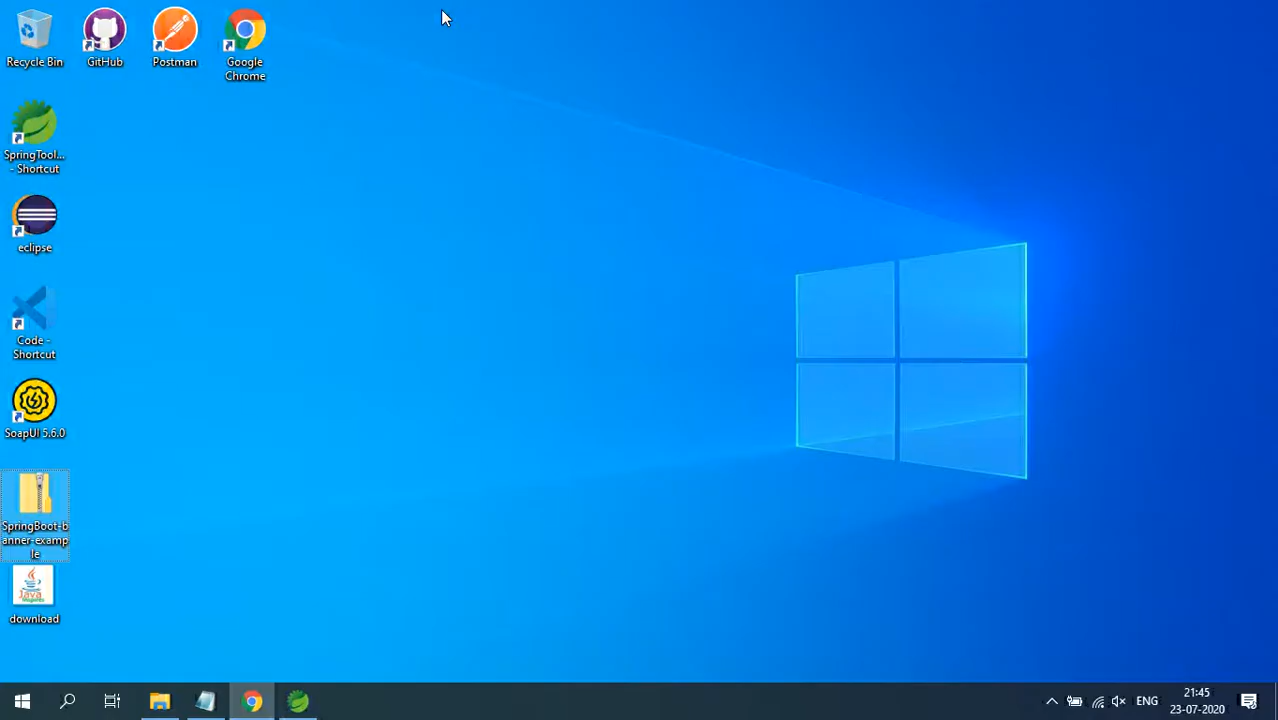 Recycle Bin
GitHub
Postman
Google
Chrome
SpringTool...
- Shortcut
eclipse
Code -
Shortcut
SoapUI 5.6.0
SpringBoot-b
anner-examp
le
Java
download
ENG
21:45
23-07-2020